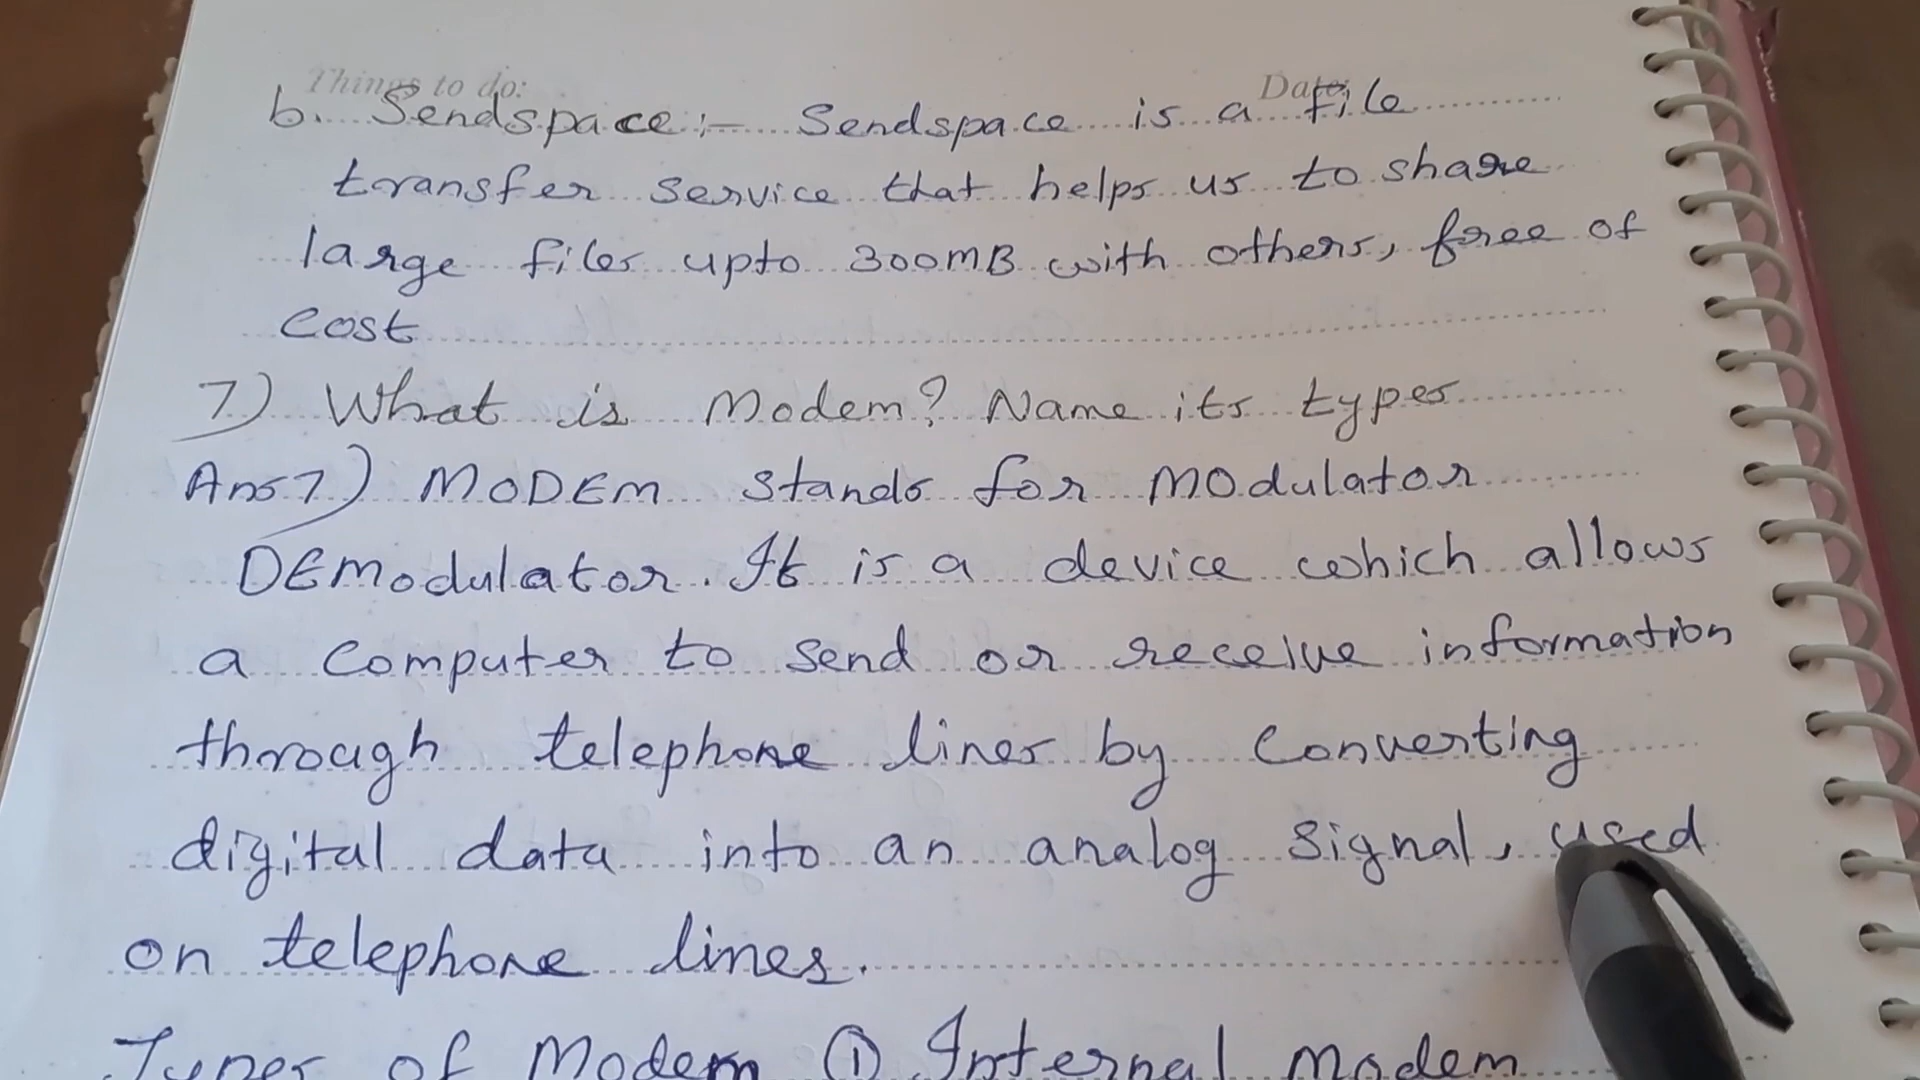 Things to do: Date:
b. Sendspace:- Sendspace is a file
transfer service that helps us to share
large files upto 300MB with others, free of
cost
7) What is Modem? Name its types
Ans7) MODEM stands for MOdulator
DEModulator. It is a device which allows
a computer to send or receive information
through telephone lines by converting
digital data into an analog signal, used
on telephone lines.
Types of Modem ① Internal Modem